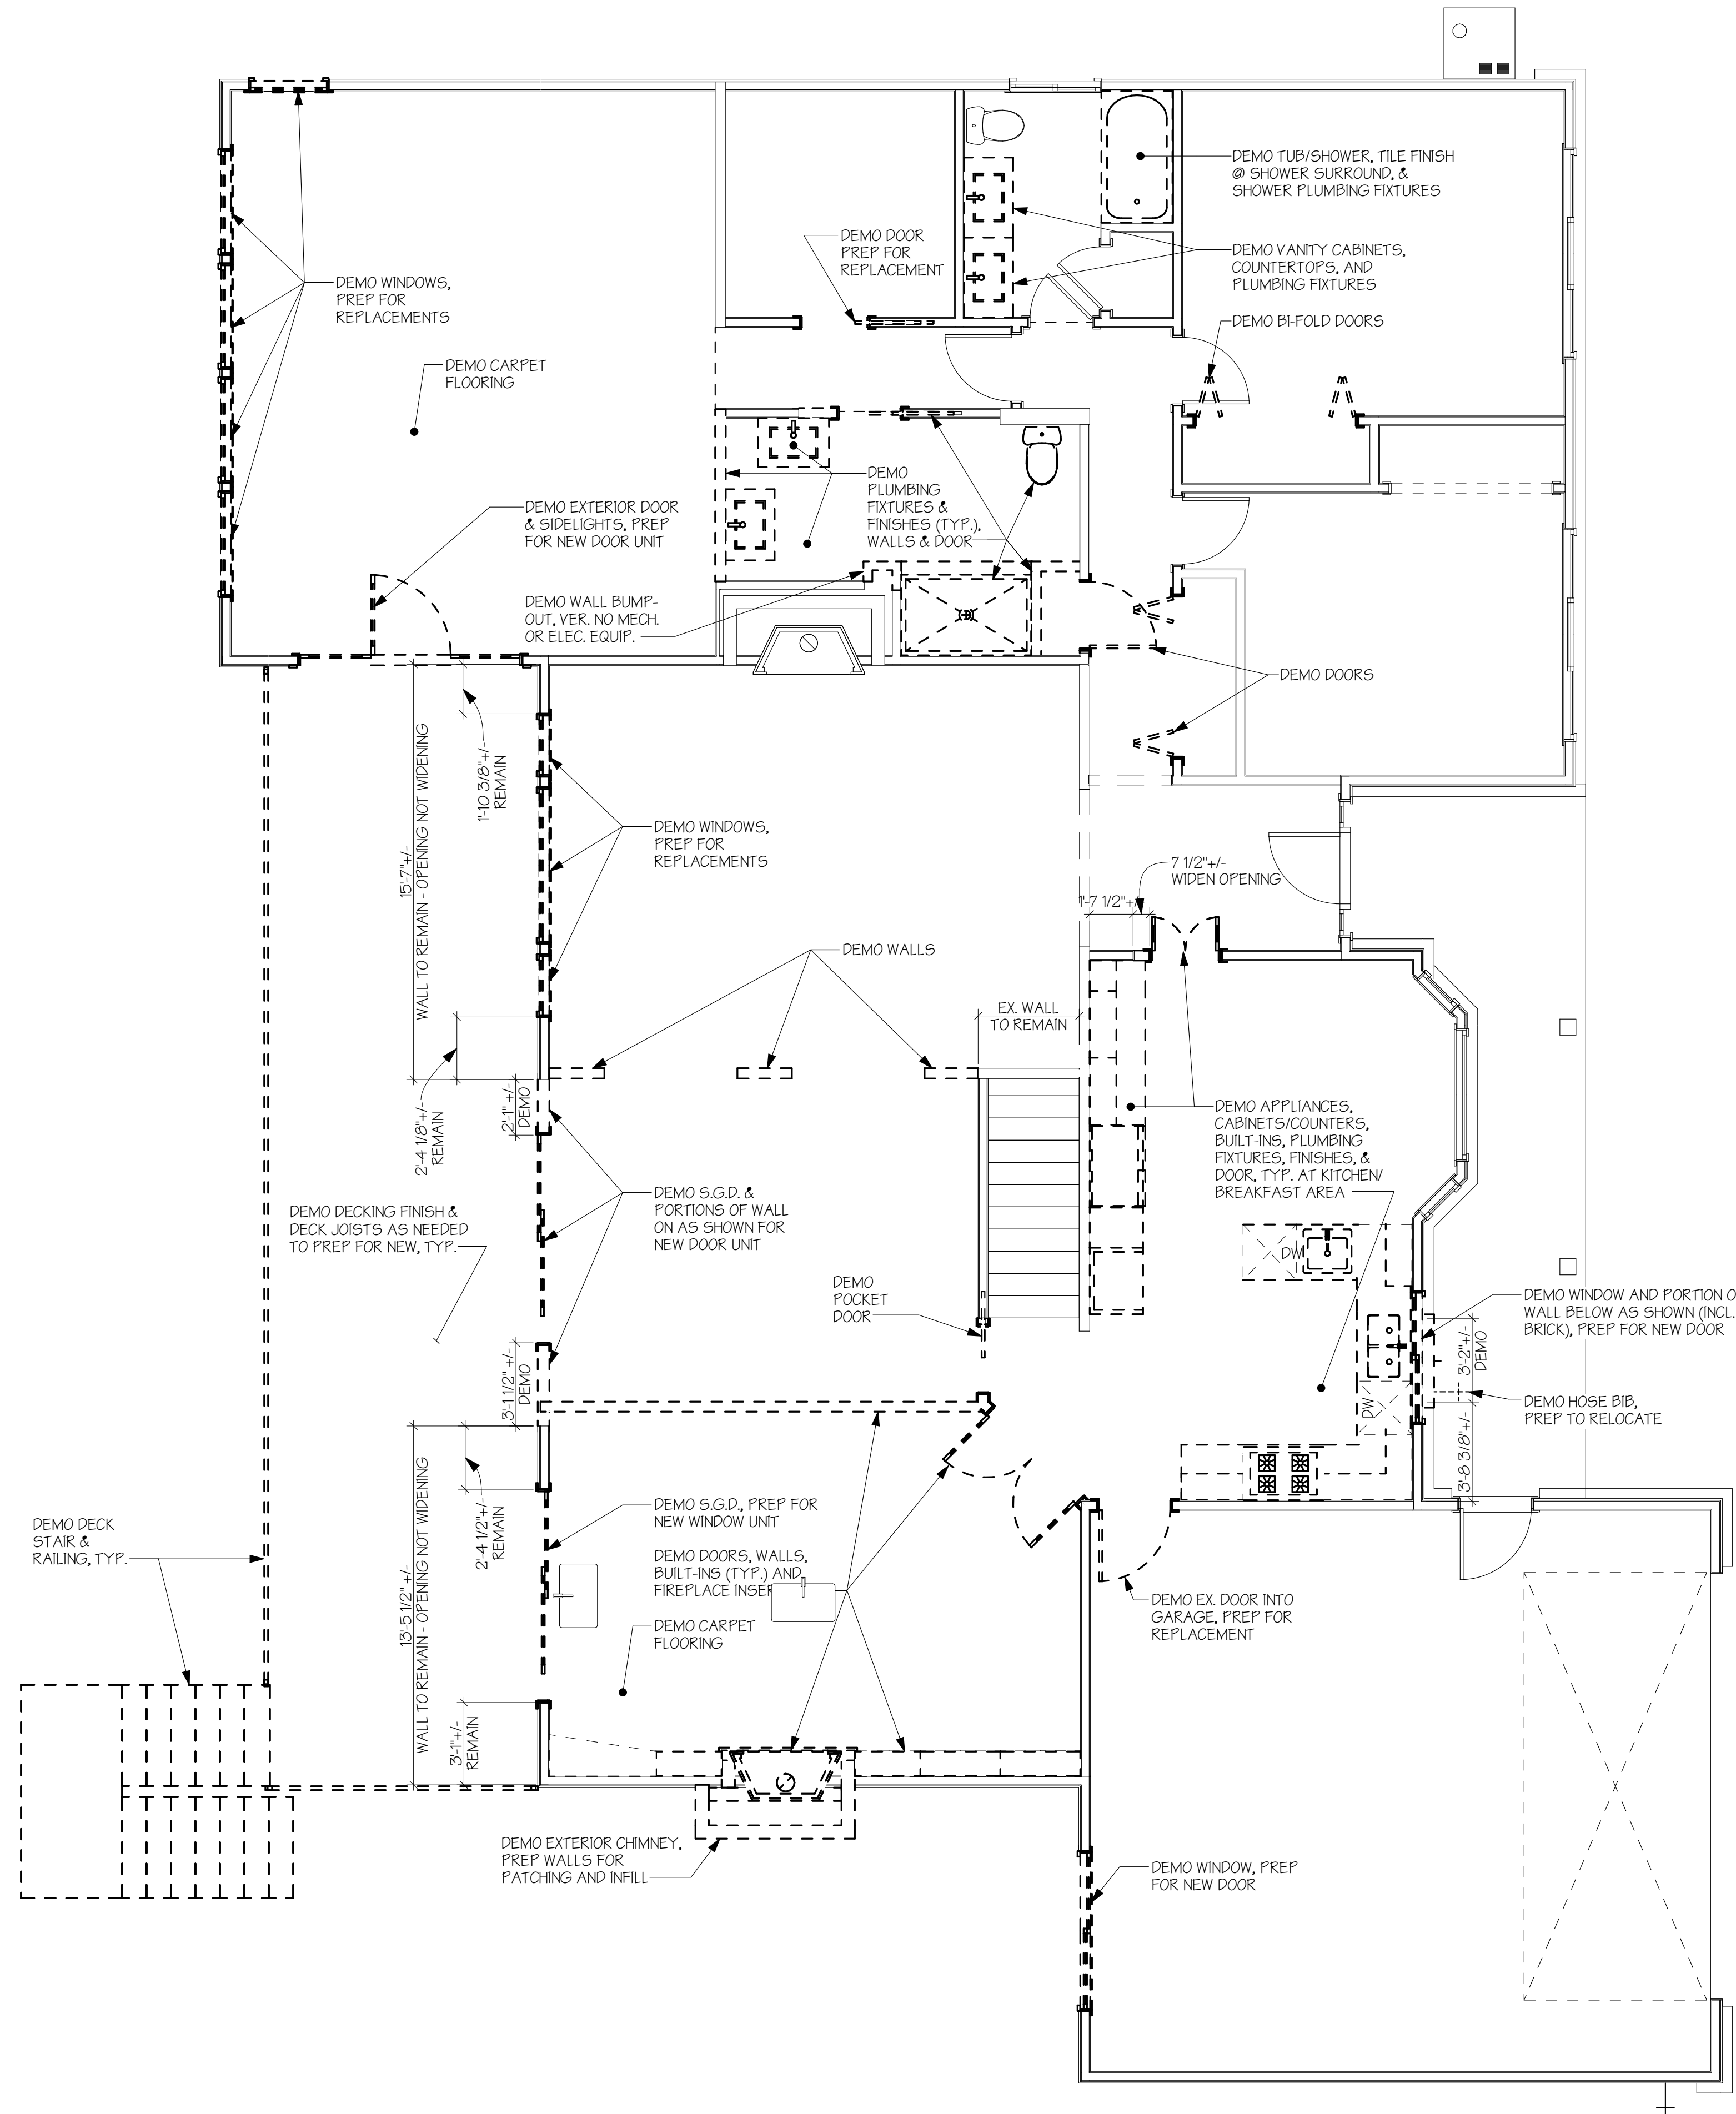 DEMO TUB/SHOWER, TILE FINISH
@ SHOWER SURROUND, &
SHOWER PLUMBING FIXTURES
DEMO DOOR
PREP FOR
REPLACEMENT
DEMO VANITY CABINETS,
COUNTERTOPS, AND
PLUMBING FIXTURES
DEMO WINDOWS,
PREP FOR
REPLACEMENTS
DEMO BI-FOLD DOORS
DEMO CARPET
FLOORING
DEMO
PLUMBING
FIXTURES &
FINISHES (TYP.),
WALLS & DOOR
DEMO EXTERIOR DOOR
& SIDELIGHTS, PREP
FOR NEW DOOR UNIT
DEMO WALL BUMP-
OUT, VER. NO MECH.
OR ELEC. EQUIP.
DEMO DOORS
15'-7"+/-
WALL TO REMAIN - OPENING NOT WIDENING
1'-10 3/8"+/-
REMAIN
DEMO WINDOWS,
PREP FOR
REPLACEMENTS
7 1/2"+/-
WIDEN OPENING
1'-7 1/2"+/
DEMO WALLS
EX. WALL
TO REMAIN
2'-4 1/8"+/-
REMAIN
2'-1" +/-
DEMO
DEMO APPLIANCES,
CABINETS/COUNTERS,
BUILT-INS, PLUMBING
FIXTURES, FINISHES, &
DOOR, TYP. AT KITCHEN/
BREAKFAST AREA
DEMO S.G.D. &
PORTIONS OF WALL
ON AS SHOWN FOR
NEW DOOR UNIT
DEMO DECKING FINISH &
DECK JOISTS AS NEEDED
TO PREP FOR NEW, TYP.
DW
DEMO
POCKET
DOOR
DEMO WINDOW AND PORTION O
WALL BELOW AS SHOWN (INCL.
BRICK), PREP FOR NEW DOOR
3'-2"+/-
DEMO
3'-1 1/2" +/-
DEMO
DW
DEMO HOSE BIB,
PREP TO RELOCATE
3'-8 3/8"+/-
13'-5 1/2" +/-
WALL TO REMAIN - OPENING NOT WIDENING
2'-4 1/2"+/-
REMAIN
DEMO S.G.D., PREP FOR
NEW WINDOW UNIT
DEMO DECK
STAIR &
RAILING, TYP.
DEMO DOORS, WALLS,
BUILT-INS (TYP.) AND
FIREPLACE INSER
DEMO EX. DOOR INTO
GARAGE, PREP FOR
REPLACEMENT
DEMO CARPET
FLOORING
3'-1"+/-
REMAIN
DEMO EXTERIOR CHIMNEY,
PREP WALLS FOR
PATCHING AND INFILL
DEMO WINDOW, PREP
FOR NEW DOOR